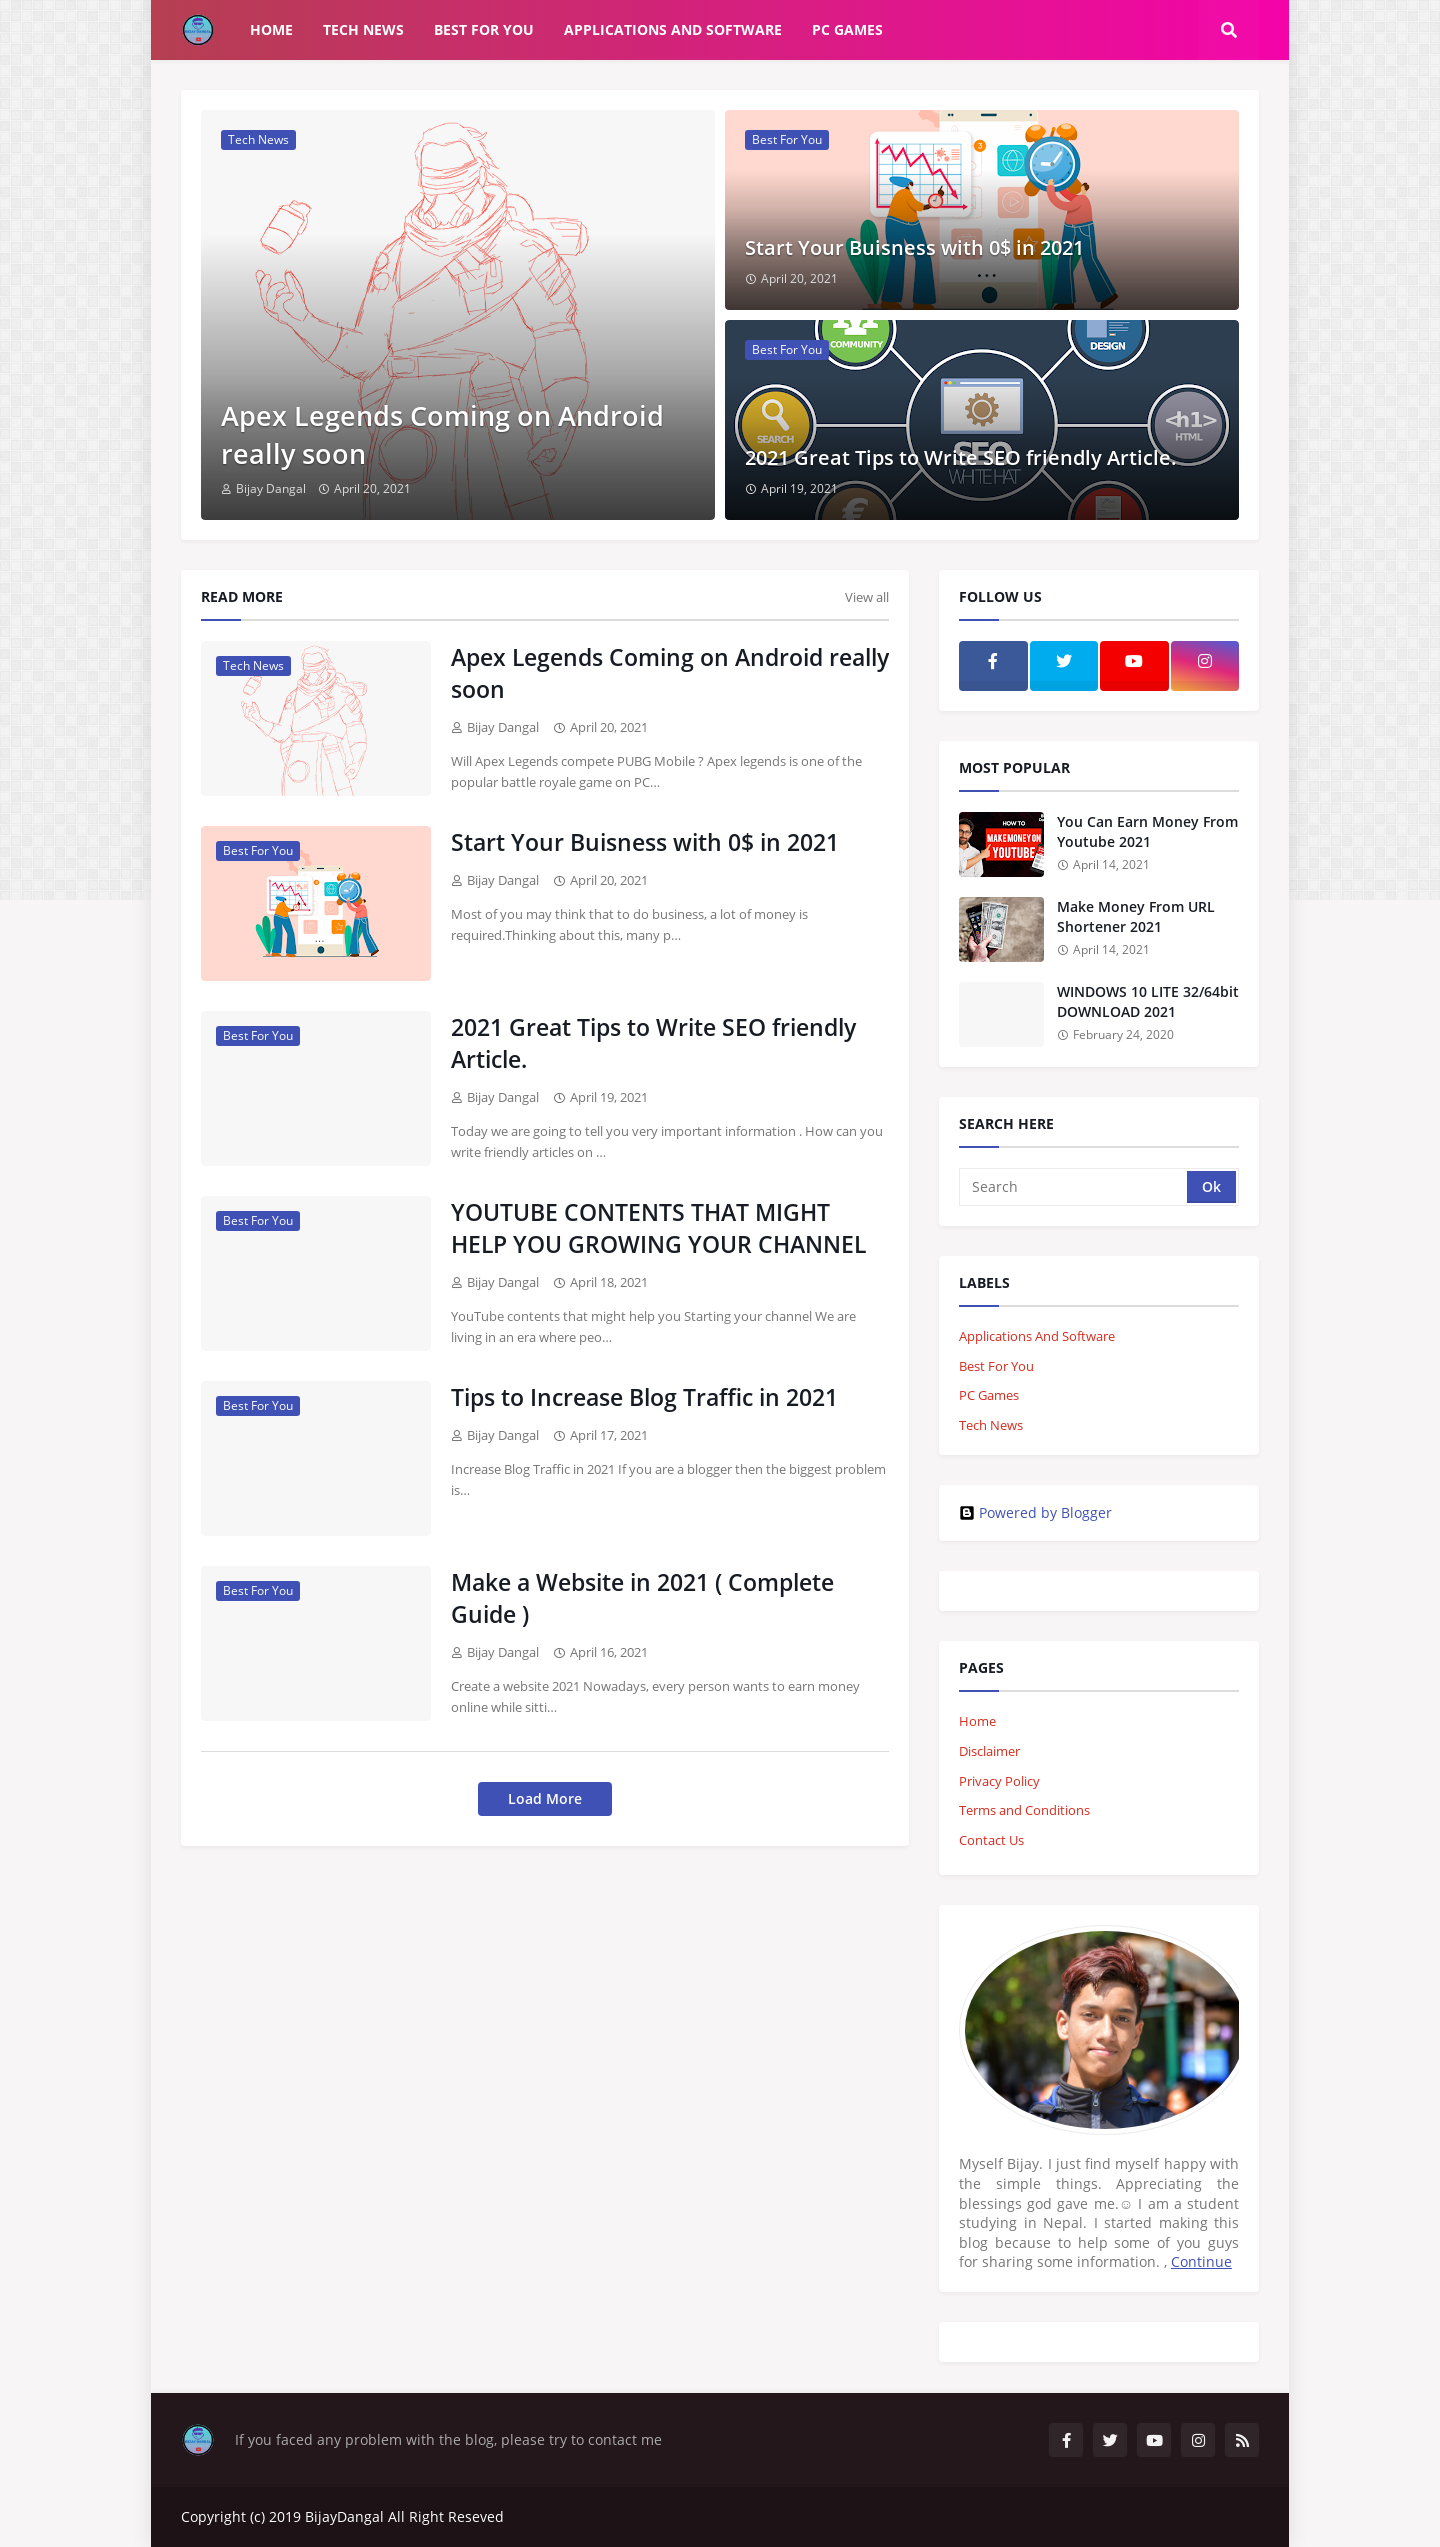 HOME TECH NEWS BEST FOR YOU APPLICATIONS AND SOFTWARE PC GAMES
Tech News
Apex Legends Coming on Android
really soon
Bijay Dangal April 20, 2021
Best For You
3
Start Your Buisness with 0$ in 2021
April 20, 2021
COMMUNITY
DESIGN
Best For You
SEARCH
<h1>
HTML
SEO
WHITE HAT
2021 Great Tips to Write SEO friendly Article.
April 19, 2021
READ MORE View all
Tech News
Apex Legends Coming on Android really
soon
Bijay Dangal April 20, 2021
Will Apex Legends compete PUBG Mobile ? Apex legends is one of the
popular battle royale game on PC…
Best For You
Start Your Buisness with 0$ in 2021
Bijay Dangal April 20, 2021
Most of you may think that to do business, a lot of money is
required.Thinking about this, many p…
Best For You
2021 Great Tips to Write SEO friendly
Article.
Bijay Dangal April 19, 2021
Today we are going to tell you very important information . How can you
write friendly articles on …
Best For You
YOUTUBE CONTENTS THAT MIGHT
HELP YOU GROWING YOUR CHANNEL
Bijay Dangal April 18, 2021
YouTube contents that might help you Starting your channel We are
living in an era where peo…
Best For You
Tips to Increase Blog Traffic in 2021
Bijay Dangal April 17, 2021
Increase Blog Traffic in 2021 If you are a blogger then the biggest problem
is…
Best For You
Make a Website in 2021 ( Complete
Guide )
Bijay Dangal April 16, 2021
Create a website 2021 Nowadays, every person wants to earn money
online while sitti…
Load More
FOLLOW US
MOST POPULAR
HOW TO
MAKE MONEY ON
YOUTUBE
You Can Earn Money From
Youtube 2021
April 14, 2021
Make Money From URL
Shortener 2021
April 14, 2021
WINDOWS 10 LITE 32/64bit
DOWNLOAD 2021
February 24, 2020
SEARCH HERE
Search Ok
LABELS
Applications And Software
Best For You
PC Games
Tech News
Powered by Blogger
PAGES
Home
Disclaimer
Privacy Policy
Terms and Conditions
Contact Us
Myself Bijay. I just find myself happy with
the simple things. Appreciating the
blessings god gave me.☺ I am a student
studying in Nepal. I started making this
blog because to help some of you guys
for sharing some information. , Continue
If you faced any problem with the blog, please try to contact me
Copyright (c) 2019 BijayDangal All Right Reseved